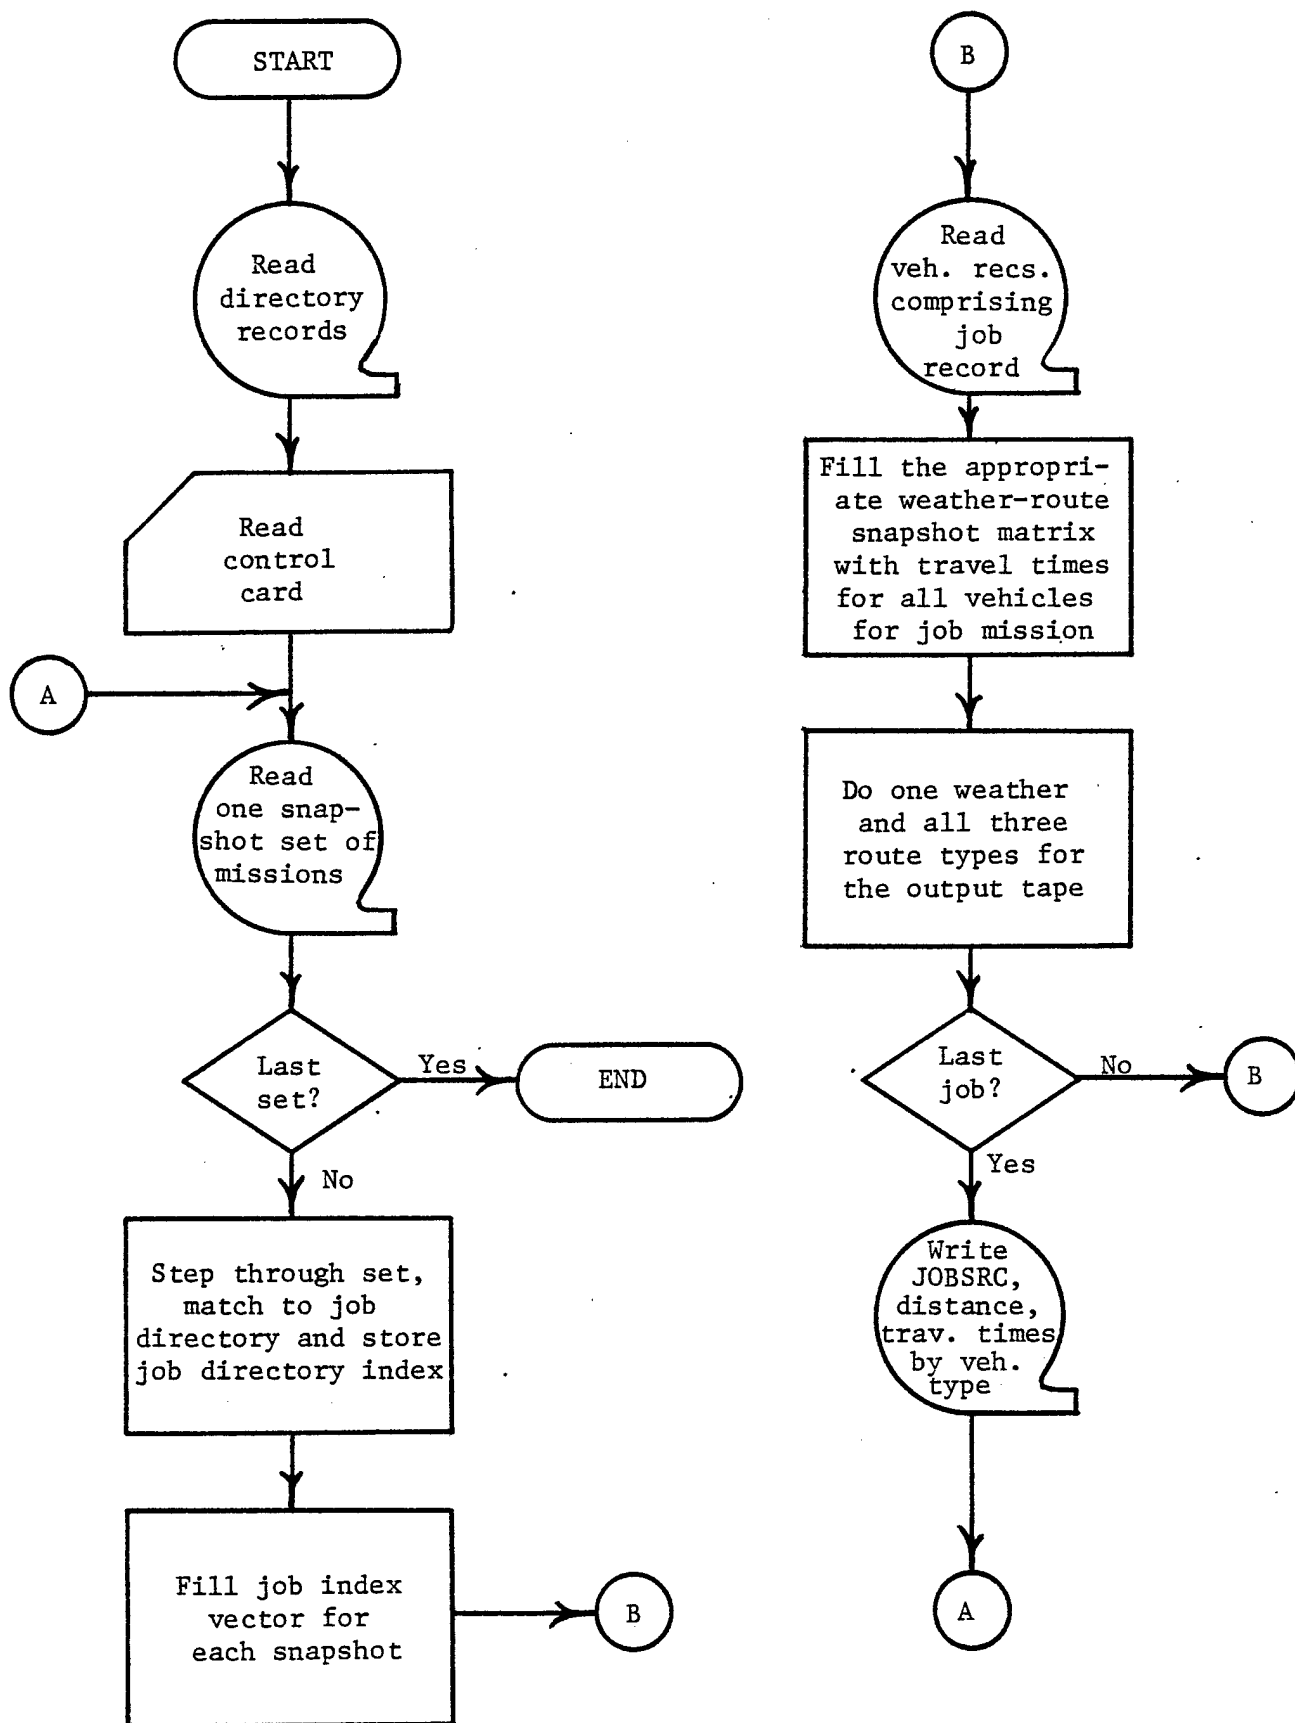 START
Read
directory
records
Read
control
card
A
Read
one snap-
shot set of
missions
Last
set?
Yes
END
No
Step through set,
match to job
directory and store
job directory index
Fill job index
vector for
each snapshot
B
B
Read
veh. recs.
comprising
job
record
Fill the appropri-
ate weather-route
snapshot matrix
with travel times
for all vehicles
for job mission
Do one weather
and all three
route types for
the output tape
Last
job?
No
B
Yes
Write
JOBSRC,
distance,
trav. times
by veh.
type
A